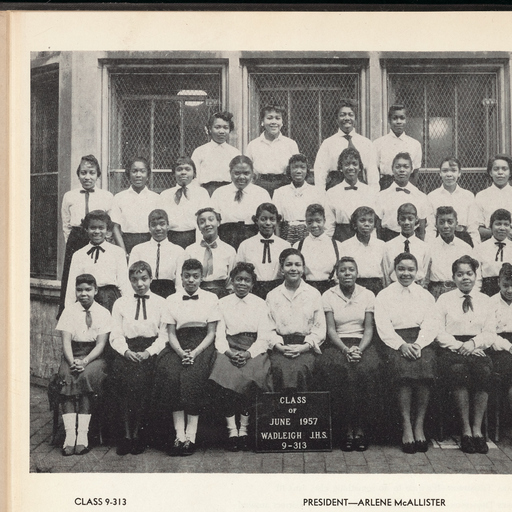 CLASS
OF
JUNE 1957
WADLEIGH J.H.S.
9-313
CLASS 9-313
PRESIDENT—ARLENE McALLISTER